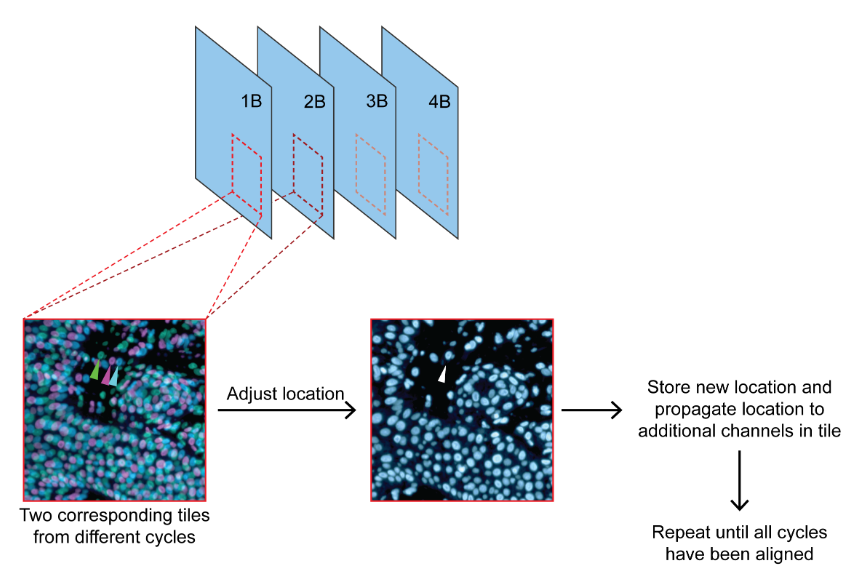 1B
2B
3B
4B
Adjust location
Store new location and
propagate location to
additional channels in tile
Two corresponding tiles
from different cycles
Repeat until all cycles
have been aligned